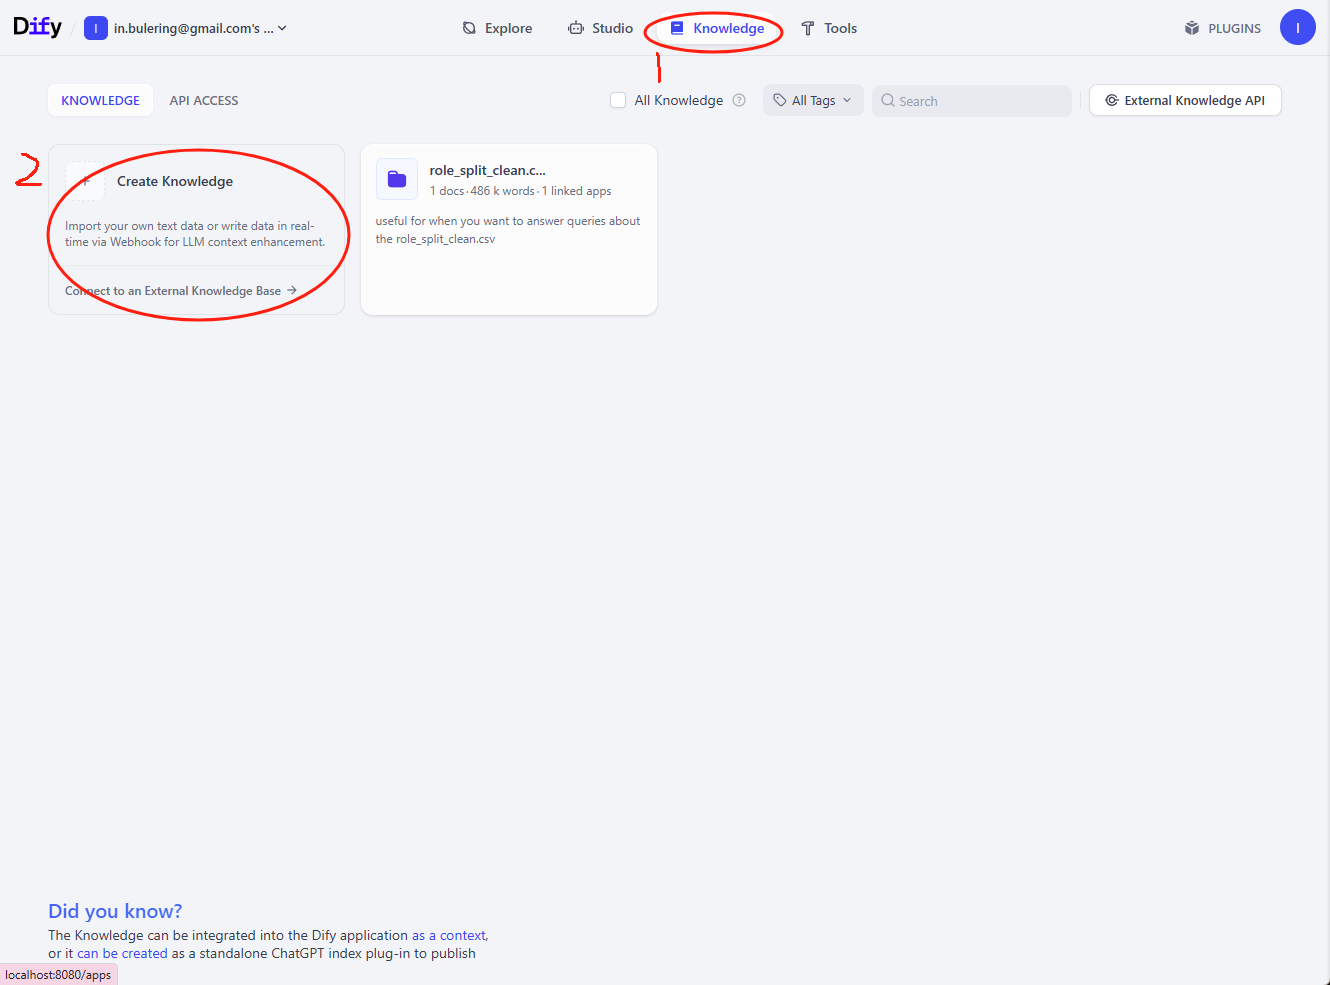 Dify / I in.bulering@gmail.com's ... Explore Studio Knowledge Tools PLUGINS I
1
KNOWLEDGE API ACCESS All Knowledge All Tags Search External Knowledge API
2
+ Create Knowledge
Import your own text data or write data in real-
time via Webhook for LLM context enhancement.
Connect to an External Knowledge Base →
role_split_clean.c...
1 docs · 486 k words · 1 linked apps
useful for when you want to answer queries about
the role_split_clean.csv
Did you know?
The Knowledge can be integrated into the Dify application as a context,
or it can be created as a standalone ChatGPT index plug-in to publish
localhost:8080/apps